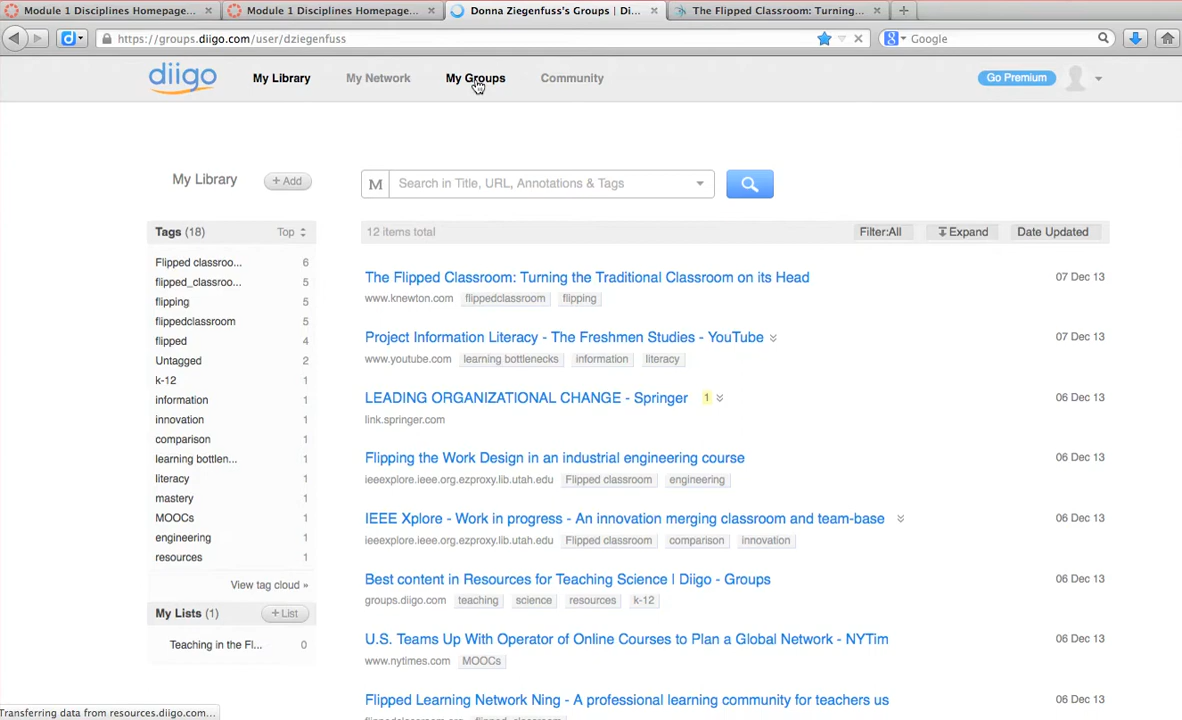 Module 1 Disciplines Homepage...
Module 1 Disciplines Homepage...
Donna Ziegenfuss's Groups | Di...
The Flipped Classroom: Turning...
https://groups.diigo.com/user/dziegenfuss
Google
diigo
My Library
My Network
My Groups
Community
Go Premium
My Library
+ Add
M
Search in Title, URL, Annotations & Tags
Tags (18)
Top
12 items total
Filter:All
Expand
Date Updated
Flipped classroo... 6
flipped_classroo... 5
flipping 5
flippedclassroom 5
flipped 4
Untagged 2
k-12 1
information 1
innovation 1
comparison 1
learning bottlen... 1
literacy 1
mastery 1
MOOCs 1
engineering 1
resources 1
View tag cloud »
My Lists (1)
+ List
Teaching in the Fl... 0
The Flipped Classroom: Turning the Traditional Classroom on its Head 07 Dec 13
www.knewton.com flippedclassroom flipping
Project Information Literacy - The Freshmen Studies - YouTube 07 Dec 13
www.youtube.com learning bottlenecks information literacy
LEADING ORGANIZATIONAL CHANGE - Springer 1 06 Dec 13
link.springer.com
Flipping the Work Design in an industrial engineering course 06 Dec 13
ieeexplore.ieee.org.ezproxy.lib.utah.edu Flipped classroom engineering
IEEE Xplore - Work in progress - An innovation merging classroom and team-base 06 Dec 13
ieeexplore.ieee.org.ezproxy.lib.utah.edu Flipped classroom comparison innovation
Best content in Resources for Teaching Science | Diigo - Groups 06 Dec 13
groups.diigo.com teaching science resources k-12
U.S. Teams Up With Operator of Online Courses to Plan a Global Network - NYTim 06 Dec 13
www.nytimes.com MOOCs
Flipped Learning Network Ning - A professional learning community for teachers us 06 Dec 13
Transferring data from resources.diigo.com...